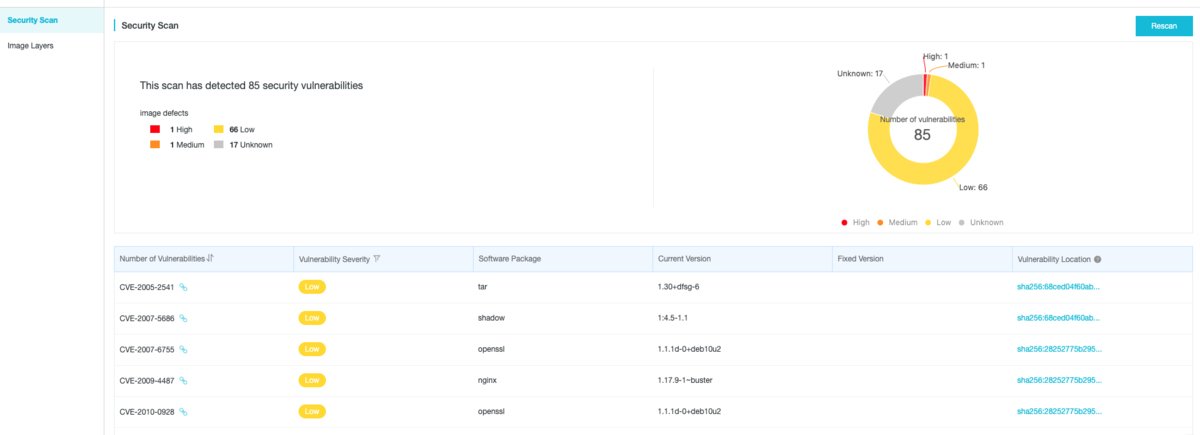 Security Scan
Image Layers
Security Scan
Rescan
This scan has detected 85 security vulnerabilities
Image defects
1 High
66 Low
1 Medium
17 Unknown
High: 1
Medium: 1
Unknown: 17
Number of vulnerabilities
85
Low: 66
High Medium Low Unknown
Number of Vulnerabilities Vulnerability Severity Software Package Current Version Fixed Version Vulnerability Location
CVE-2005-2541 Low tar 1.30+dfsg-6 sha256:68ced04f60ab...
CVE-2007-5686 Low shadow 1:4.5-1.1 sha256:68ced04f60ab...
CVE-2007-6755 Low openssl 1.1.1d-0+deb10u2 sha256:28252775b295...
CVE-2009-4487 Low nginx 1.17.9-1~buster sha256:28252775b295...
CVE-2010-0928 Low openssl 1.1.1d-0+deb10u2 sha256:28252775b295...